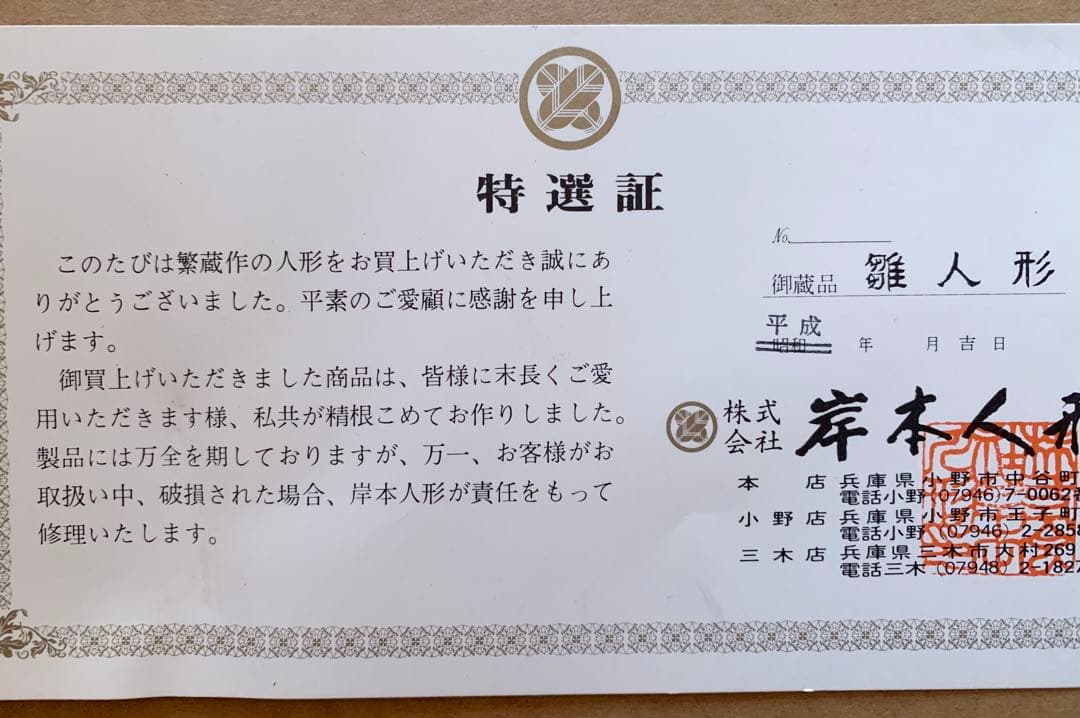 特選証
このたびは繁蔵作の人形をお買上げいただき誠にあ
りがとうございました。平素のご愛顧に感謝を申し上
げます。
御買上げいただきました商品は、皆様に末長くご愛
用いただきます様、私共が精根こめてお作りしました。
製品には万全を期しておりますが、万一、お客様がお
取扱い中、破損された場合、岸本人形が責任をもって
修理いたします。
No.
御蔵品 雛人形
平成
昭和 年 月吉日
株式会社 岸本人形
本店 兵庫県小野市中谷町
電話小野(07946)7-0062番
小野店 兵庫県小野市王子町
電話小野(07946)2-2858
三木店 兵庫県三木市大村269
電話三木(07948)2-1827